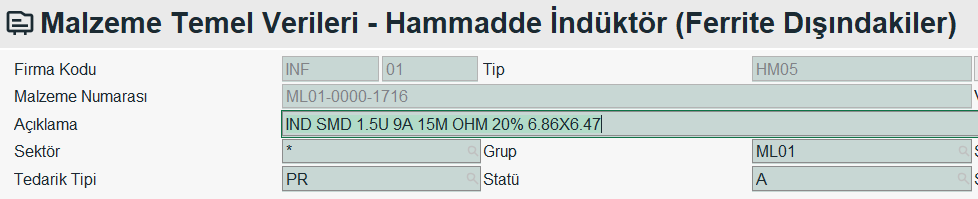 Malzeme Temel Verileri - Hammadde İndüktör (Ferrite Dışındakiler)
Firma Kodu INF 01 Tip HM05
Malzeme Numarası ML01-0000-1716
Açıklama IND SMD 1.5U 9A 15M OHM 20% 6.86X6.47
Sektör * Grup ML01
Tedarik Tipi PR Statü A